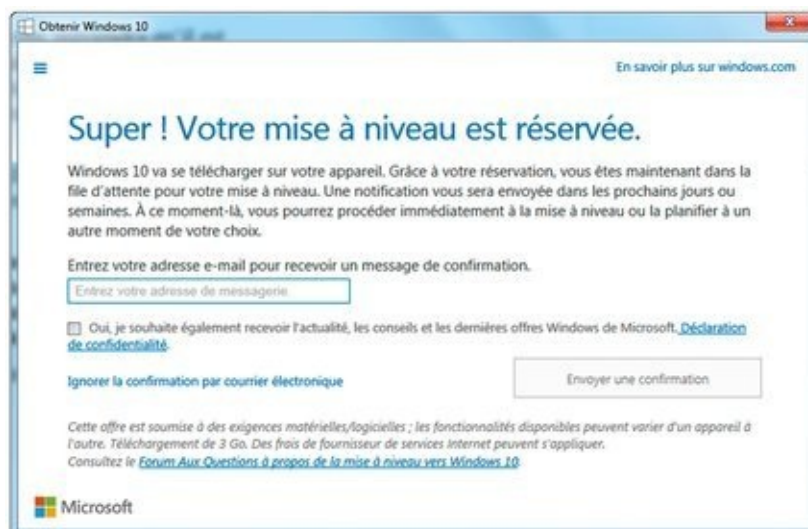 Obtenir Windows 10
En savoir plus sur windows.com
Super ! Votre mise à niveau est réservée.
Windows 10 va se télécharger sur votre appareil. Grâce à votre réservation, vous êtes maintenant dans la
file d'attente pour votre mise à niveau. Une notification vous sera envoyée dans les prochains jours ou
semaines. À ce moment-là, vous pourrez procéder immédiatement à la mise à niveau ou la planifier à un
autre moment de votre choix.
Entrez votre adresse e-mail pour recevoir un message de confirmation.
Entrez votre adresse de messagerie
Oui, je souhaite également recevoir l'actualité, les conseils et les dernières offres Windows de Microsoft. Déclaration
de confidentialité.
Ignorer la confirmation par courrier électronique
Envoyer une confirmation
Cette offre est soumise à des exigences matérielles/logicielles ; les fonctionnalités disponibles peuvent varier d'un appareil à
l'autre. Téléchargement de 3 Go. Des frais de fournisseur de services Internet peuvent s'appliquer.
Consultez le Forum Aux Questions à propos de la mise à niveau vers Windows 10.
Microsoft